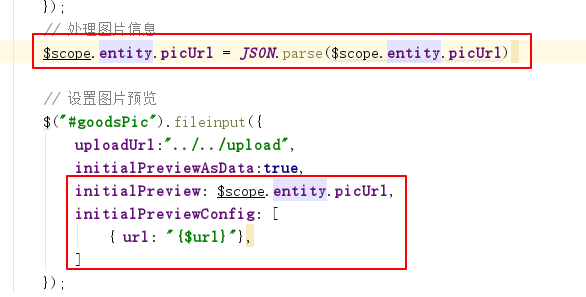 });
// 处理图片信息
$scope.entity.picUrl = JSON.parse($scope.entity.picUrl)
// 设置图片预览
$("#goodsPic").fileinput({
uploadUrl:"../../upload",
initialPreviewAsData:true,
initialPreview: $scope.entity.picUrl,
initialPreviewConfig: [
{ url: "{$url}"},
]
});